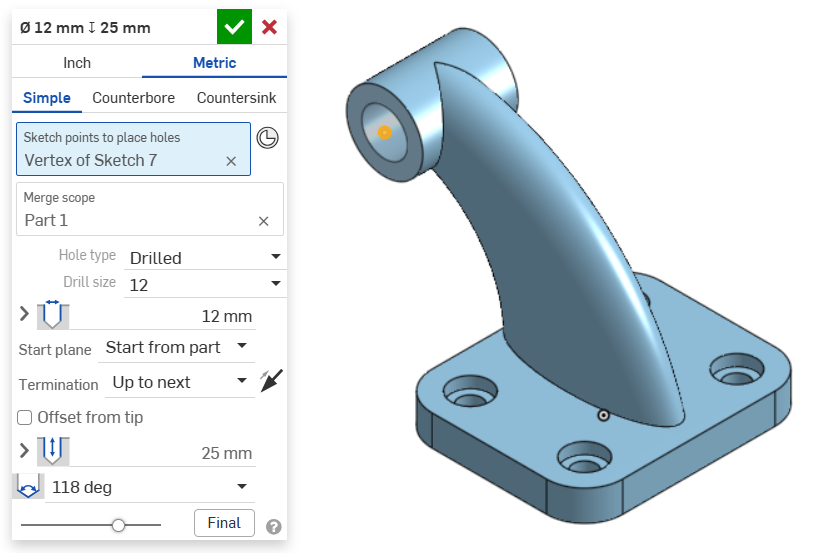 Ø 12 mm ↧ 25 mm
Inch Metric
Simple Counterbore Countersink
Sketch points to place holes
Vertex of Sketch 7
Merge scope
Part 1
Hole type Drilled
Drill size 12
12 mm
Start plane Start from part
Termination Up to next
Offset from tip
25 mm
118 deg
Final